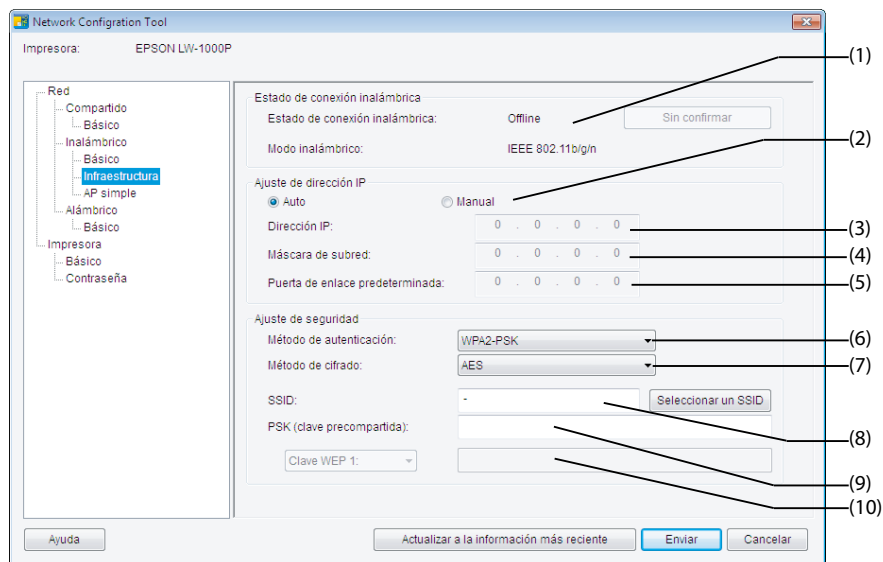 Network Configration Tool
Impresora: EPSON LW-1000P
Red
Compartido
Básico
Inalámbrico
Básico
Infraestructura
AP simple
Alámbrico
Básico
Impresora
Básico
Contraseña
Estado de conexión inalámbrica
Estado de conexión inalámbrica: Offline Sin confirmar (1)
Modo inalámbrico: IEEE 802.11b/g/n (2)
Ajuste de dirección IP
Auto Manual
Dirección IP: 0 . 0 . 0 . 0 (3)
Máscara de subred: 0 . 0 . 0 . 0 (4)
Puerta de enlace predeterminada: 0 . 0 . 0 . 0 (5)
Ajuste de seguridad
Método de autenticación: WPA2-PSK (6)
Método de cifrado: AES (7)
SSID: - Seleccionar un SSID (8)
PSK (clave precompartida): (9)
Clave WEP 1: (10)
Ayuda Actualizar a la información más reciente Enviar Cancelar